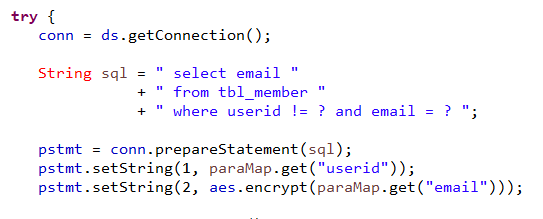 try {
conn = ds.getConnection();
String sql = " select email "
+ " from tbl_member "
+ " where userid != ? and email = ? ";
pstmt = conn.prepareStatement(sql);
pstmt.setString(1, paraMap.get("userid"));
pstmt.setString(2, aes.encrypt(paraMap.get("email")));